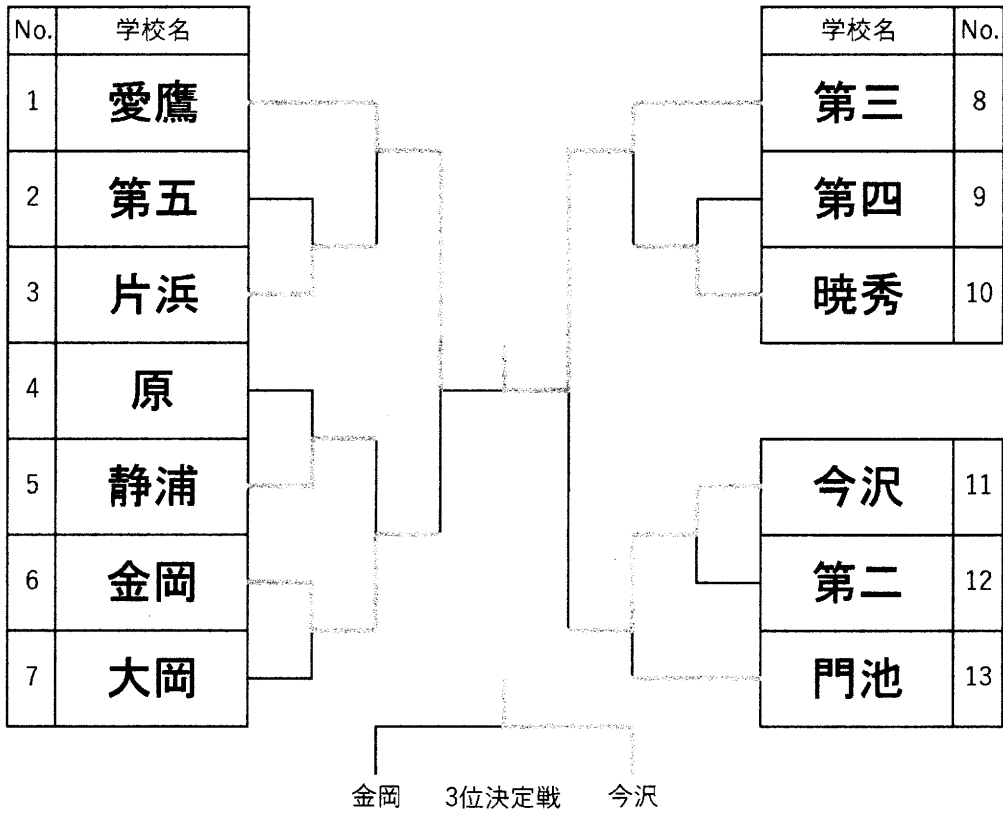 No. 学校名
1 愛鷹
2 第五
3 片浜
4 原
5 静浦
6 金岡
7 大岡
学校名 No.
第三 8
第四 9
暁秀 10
今沢 11
第二 12
門池 13
金岡 3位決定戦 今沢